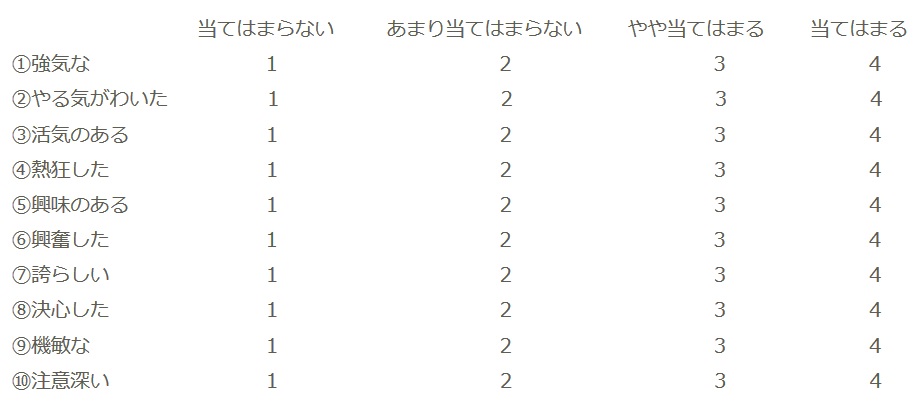 当てはまらない あまり当てはまらない やや当てはまる 当てはまる
①強気な 1 2 3 4
②やる気がわいた 1 2 3 4
③活気のある 1 2 3 4
④熱狂した 1 2 3 4
⑤興味のある 1 2 3 4
⑥興奮した 1 2 3 4
⑦誇らしい 1 2 3 4
⑧決心した 1 2 3 4
⑨機敏な 1 2 3 4
⑩注意深い 1 2 3 4